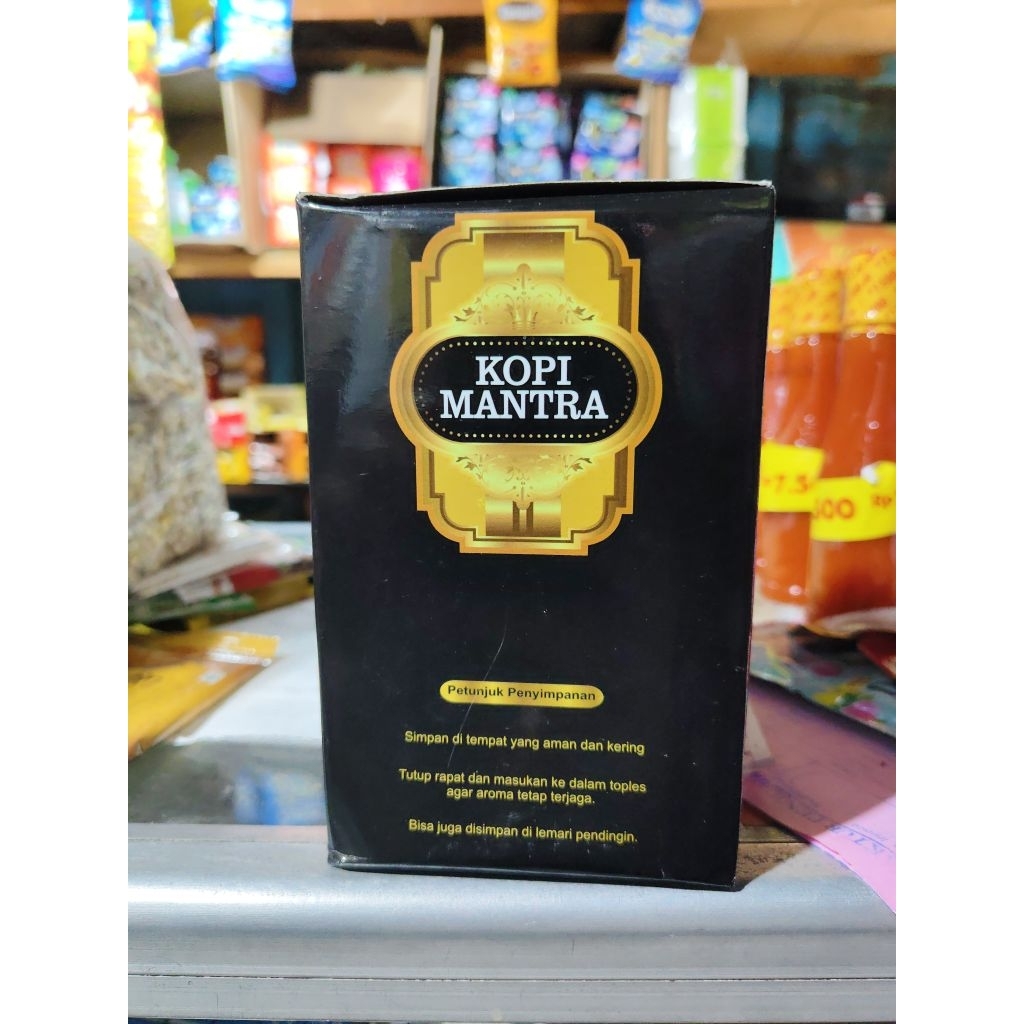 KOPI
MANTRA
Petunjuk Penyimpanan
Simpan di tempat yang aman dan kering
Tutup rapat dan masukan ke dalam toples
agar aroma tetap terjaga.
Bisa juga disimpan di lemari pendingin.
Rp